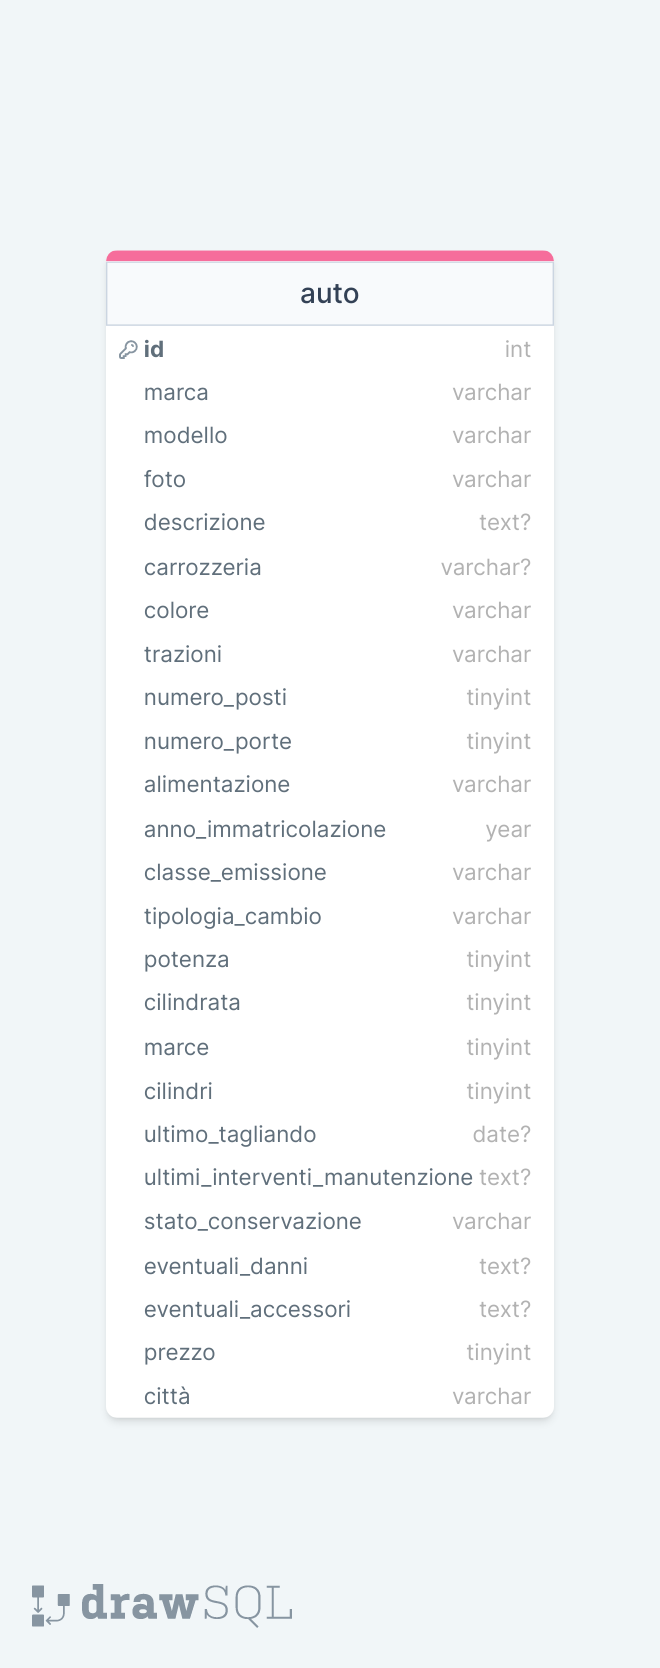 auto
id int
marca varchar
modello varchar
foto varchar
descrizione text?
carrozzeria varchar?
colore varchar
trazioni varchar
numero_posti tinyint
numero_porte tinyint
alimentazione varchar
anno_immatricolazione year
classe_emissione varchar
tipologia_cambio varchar
potenza tinyint
cilindrata tinyint
marce tinyint
cilindri tinyint
ultimo_tagliando date?
ultimi_interventi_manutenzione text?
stato_conservazione varchar
eventuali_danni text?
eventuali_accessori text?
prezzo tinyint
città varchar
drawSQL